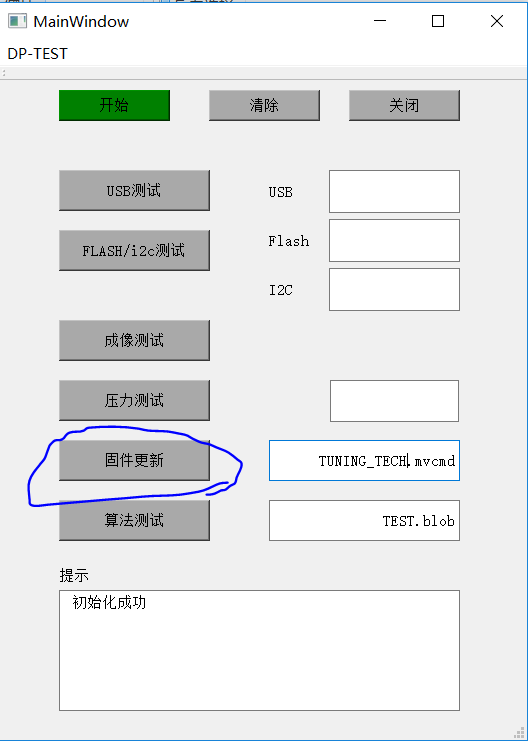 MainWindow
DP-TEST
开始 清除 关闭
USB测试 USB
FLASH/i2c测试 Flash
I2C
成像测试
压力测试
固件更新 TUNING_TECH.mvcmd
算法测试 TEST.blob
提示
初始化成功